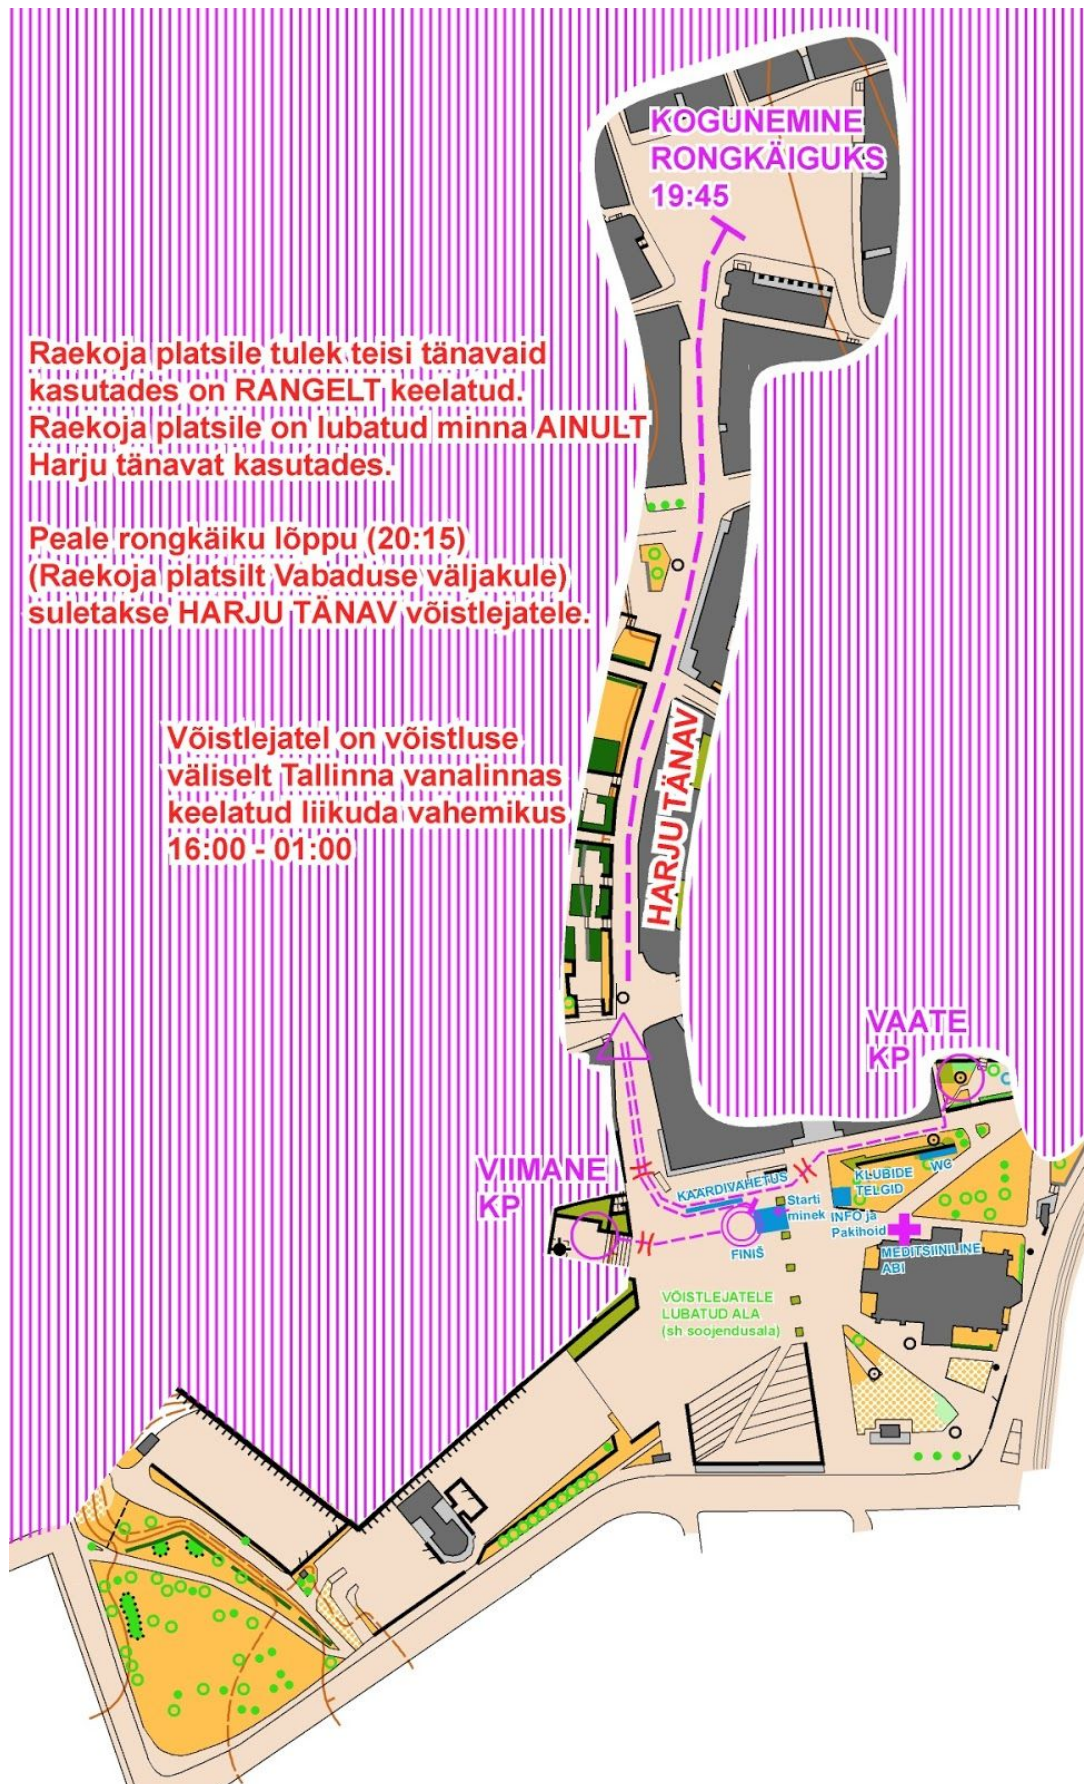 KOGUNEMINE
RONGKÄIGUKS
19:45
Raekoja platsile tulek teisi tänavaid
kasutades on RANGELT keelatud.
Raekoja platsile on lubatud minna AINULT
Harju tänavat kasutades.
Peale rongkäiku lõppu (20:15)
(Raekoja platsilt Vabaduse väljakule)
suletakse HARJU TÄNAV võistlejatele.
Võistlejatel on võistluse
väliselt Tallinna vanalinnas
keelatud liikuda vahemikus
16:00 - 01:00
HARJU TÄNAV
VAATE
KP
VIIMANE
KP
KAARDIVAHETUS
KLUBIDE
TELGID
WC
Starti
minek
INFO ja
Pakihoid
FINIŠ
MEDITSIINILINE
ABI
VÕISTLEJATELE
LUBATUD ALA
(sh soojendusala)